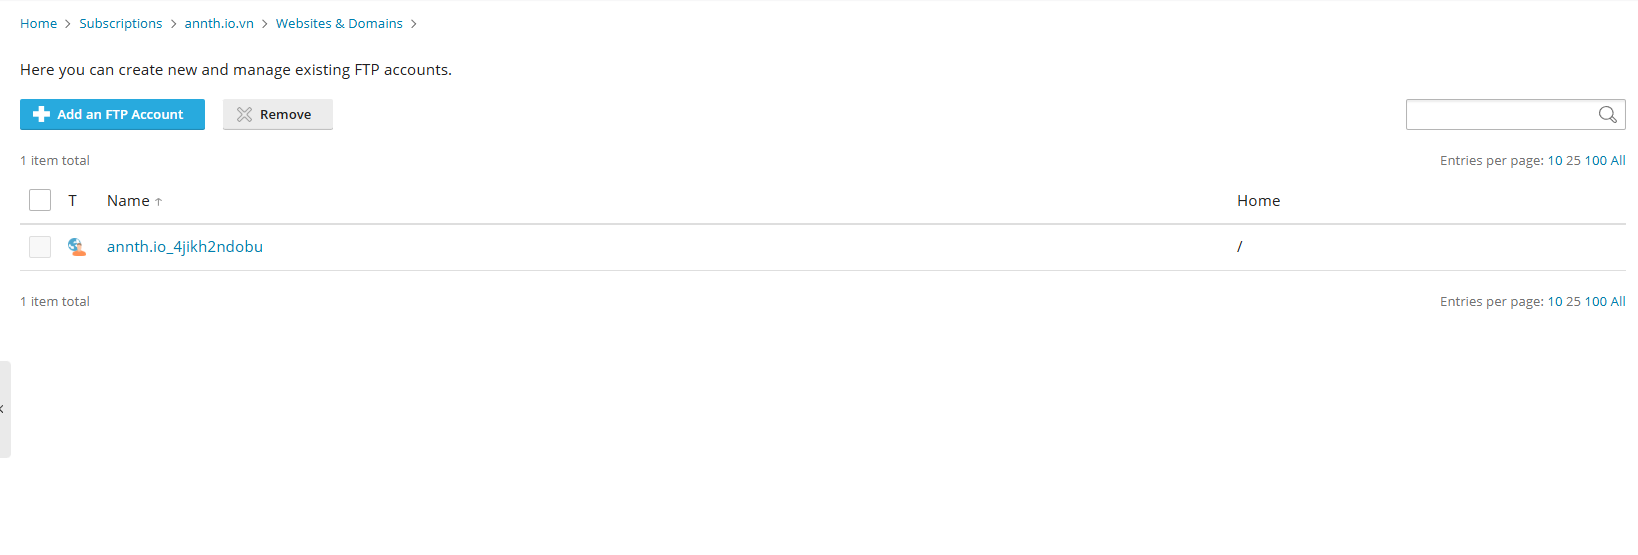 Home > Subscriptions > annth.io.vn > Websites & Domains >
Here you can create new and manage existing FTP accounts.
Add an FTP Account Remove
1 item total Entries per page: 10 25 100 All
T Name ↑ Home
annth.io_4jikh2ndobu /
1 item total Entries per page: 10 25 100 All